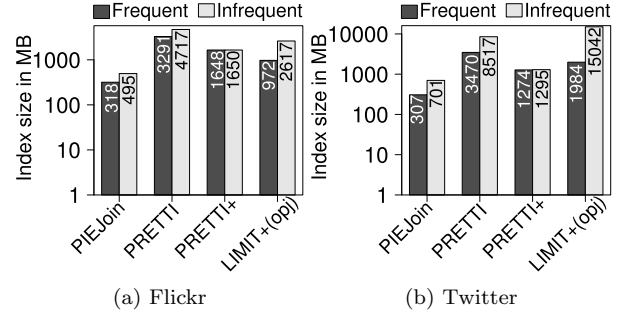 Frequent Infrequent
Index size in MB
1000
100
10
1
318
495
3291
4717
1648
1650
972
2617
PIEJoin
PRETTI
PRETTI+
LIMIT+(opj)
(a) Flickr
Frequent Infrequent
Index size in MB
10000
1000
100
10
1
307
701
3470
8517
1274
1295
1984
15042
PIEJoin
PRETTI
PRETTI+
LIMIT+(opj)
(b) Twitter